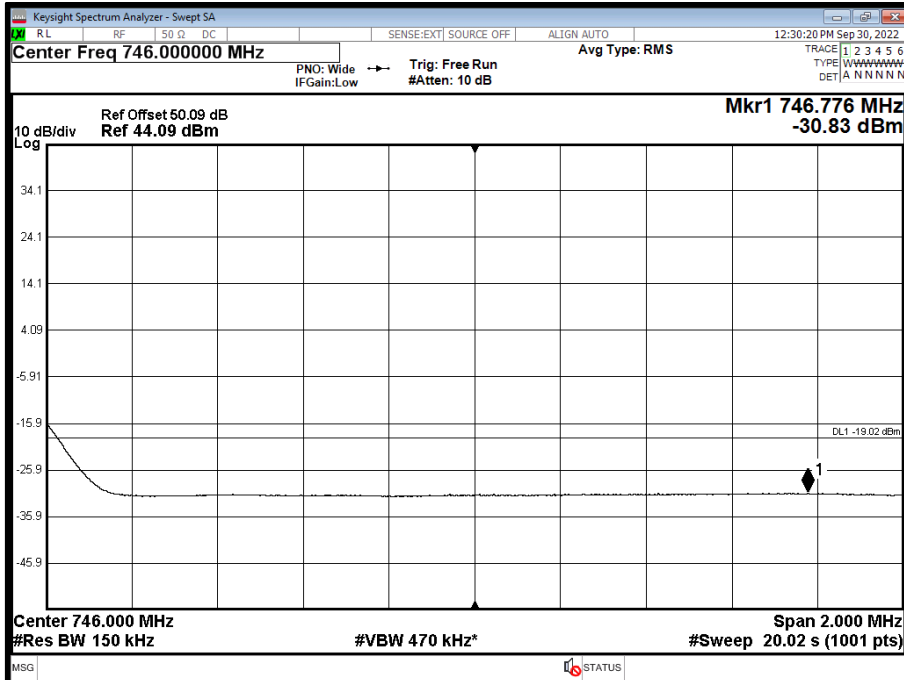 Keysight Spectrum Analyzer - Swept SA
LXI RL RF 50 Ω DC SENSE:EXT SOURCE OFF ALIGN AUTO 12:30:20 PM Sep 30, 2022
Center Freq 746.000000 MHz Avg Type: RMS TRACE 1 2 3 4 5 6
PNO: Wide Trig: Free Run TYPE WWWWWW
IFGain:Low #Atten: 10 dB DET A N N N N N
Mkr1 746.776 MHz
Ref Offset 50.09 dB
10 dB/div Ref 44.09 dBm -30.83 dBm
Log
34.1
24.1
14.1
4.09
-5.91
-15.9
DL1 -19.02 dBm
-25.9
1
-35.9
-45.9
Center 746.000 MHz Span 2.000 MHz
#Res BW 150 kHz #VBW 470 kHz* #Sweep 20.02 s (1001 pts)
MSG STATUS